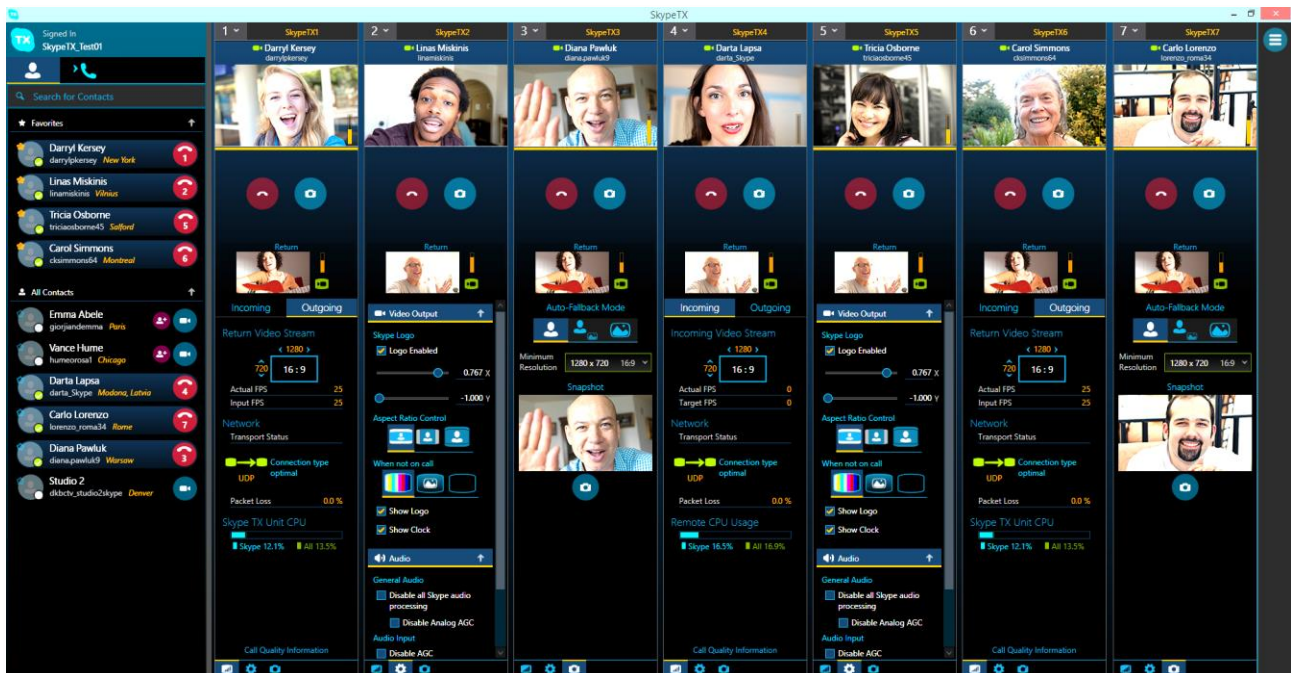 SkypeTX
TX
Signed In
SkypeTX_Test01
Search for Contacts
Favorites
Darryl Kersey
darrylpkersey New York
1
Linas Miskinis
linamiskinis Vilnius
2
Tricia Osborne
triciaosborne45 Salford
5
Carol Simmons
cksimmons64 Montreal
6
All Contacts
Emma Abele
giorjiandemma Paris
Vance Hume
humeorosa1 Chicago
Darta Lapsa
darta_Skype Modona, Latvia
4
Carlo Lorenzo
lorenzo_roma34 Rome
7
Diana Pawluk
diana.pawluk9 Warsaw
3
Studio 2
dkbctv_studio2skype Denver
1 SkypeTX1
Darryl Kersey
darrylpkersey
Return
Incoming Outgoing
Return Video Stream
1280
720 16 : 9
Actual FPS 25
Input FPS 25
Network
Transport Status
Connection type
optimal
UDP
Packet Loss 0.0 %
Skype TX Unit CPU
Skype 12.1% All 13.5%
Call Quality Information
2 SkypeTX2
Linas Miskinis
linasmiskinis
Return
Video Output
Skype Logo
Logo Enabled
0.767 X
-1.000 Y
Aspect Ratio Control
When not on call
Show Logo
Show Clock
Audio
General Audio
Disable all Skype audio
processing
Disable Analog AGC
Audio Input
Disable AGC
3 SkypeTX3
Diana Pawluk
diana.pawluk9
Return
Auto-Fallback Mode
Minimum
Resolution
1280 x 720 16:9
Snapshot
4 SkypeTX4
Darta Lapsa
darta_Skype
Return
Incoming Outgoing
Incoming Video Stream
1280
720 16 : 9
Actual FPS 0
Target FPS 0
Network
Transport Status
Connection type
optimal
UDP
Packet Loss 0.0 %
Remote CPU Usage
Skype 16.5% All 16.9%
Call Quality Information
5 SkypeTX5
Tricia Osborne
triciaosborne45
Return
Video Output
Skype Logo
Logo Enabled
0.767 X
-1.000 Y
Aspect Ratio Control
When not on call
Show Logo
Show Clock
Audio
General Audio
Disable all Skype audio
processing
Disable Analog AGC
Audio Input
Disable AGC
6 SkypeTX6
Carol Simmons
cksimmons64
Return
Incoming Outgoing
Return Video Stream
1280
720 16 : 9
Actual FPS 25
Input FPS 25
Network
Transport Status
Connection type
optimal
UDP
Packet Loss 0.0 %
Skype TX Unit CPU
Skype 12.1% All 13.5%
Call Quality Information
7 SkypeTX7
Carlo Lorenzo
lorenzo_roma34
Return
Auto-Fallback Mode
Minimum
Resolution
1280 x 720 16:9
Snapshot